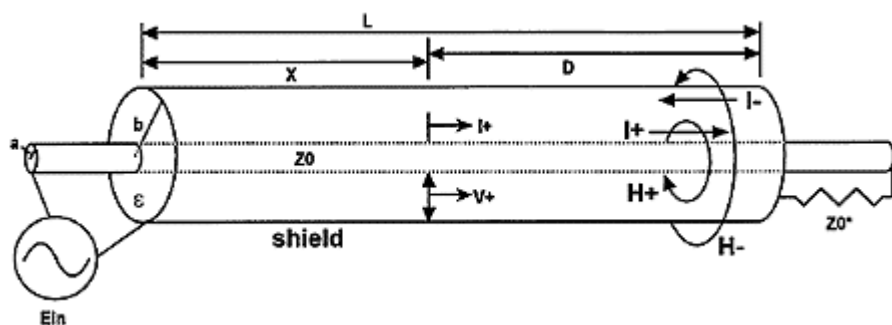 L
X
D
I-
b
I+
I+
a
Z0
H+
ε
V+
shield
Z0*
H-
EIn